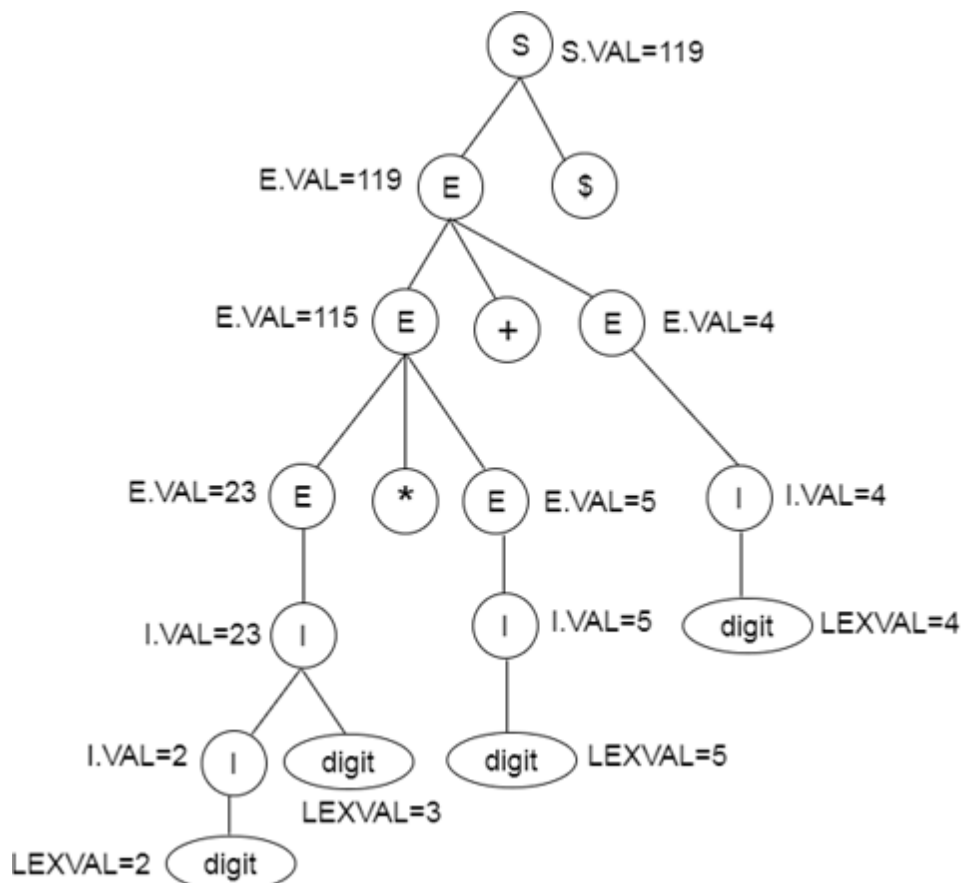 S S.VAL=119
E.VAL=119 E $
E.VAL=115 E + E E.VAL=4
E.VAL=23 E * E E.VAL=5 I I.VAL=4
I.VAL=23 I I I.VAL=5 digit LEXVAL=4
I.VAL=2 I digit digit LEXVAL=5
LEXVAL=3
LEXVAL=2 digit